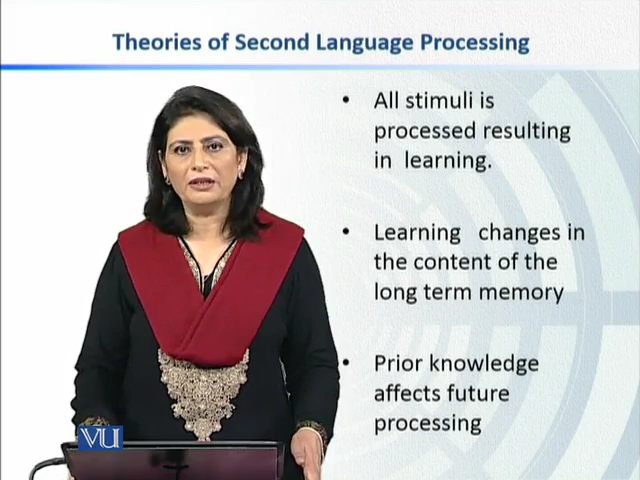 Theories of Second Language Processing
• All stimuli is
processed resulting
in learning.
• Learning changes in
the content of the
long term memory
• Prior knowledge
affects future
processing
VU